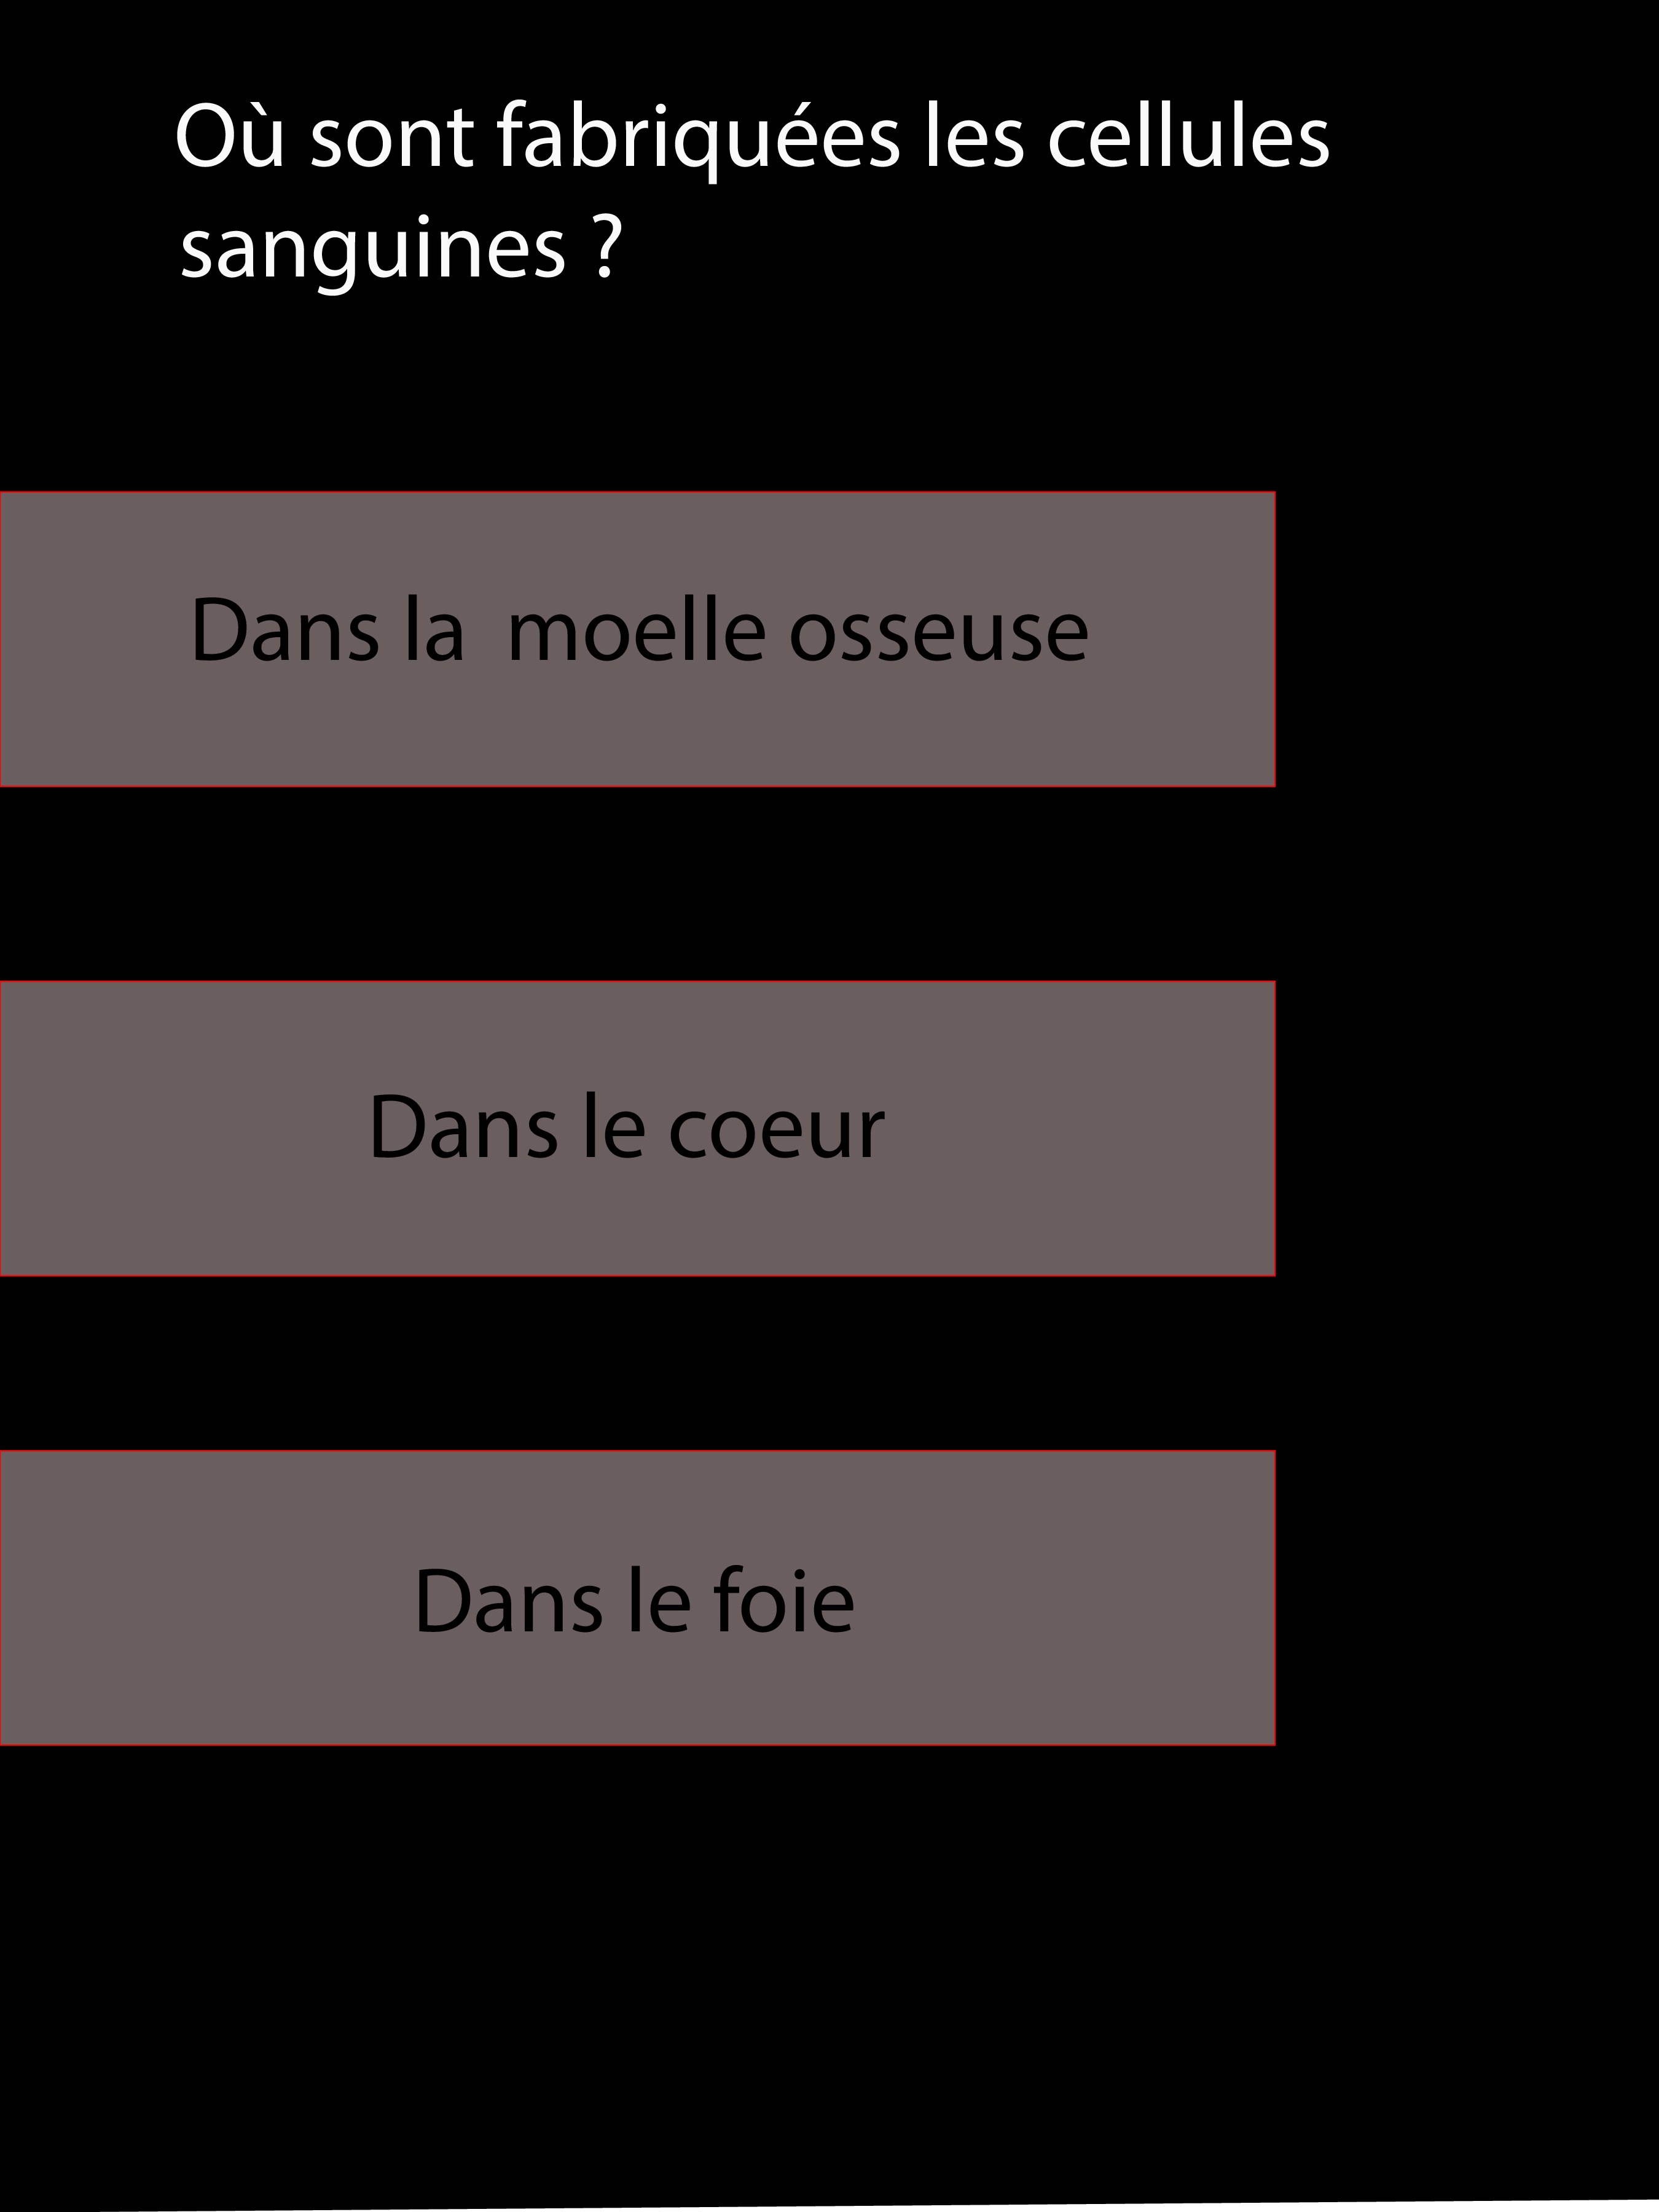 Où sont fabriquées les cellules
sanguines ?
Dans la  moelle osseuse
Dans le coeur
Dans le foie